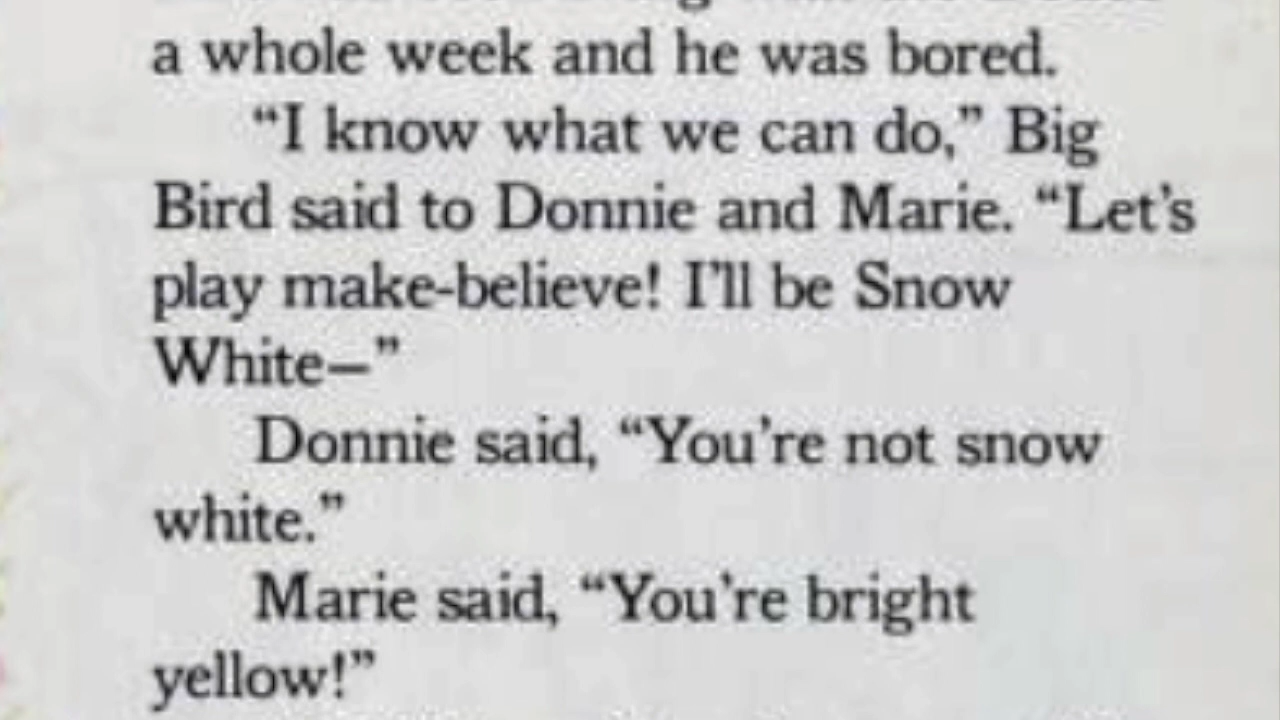 a whole week and he was bored.
“I know what we can do,” Big
Bird said to Donnie and Marie. “Let’s
play make-believe! I’ll be Snow
White—”
Donnie said, “You’re not snow
white.”
Marie said, “You’re bright
yellow!”